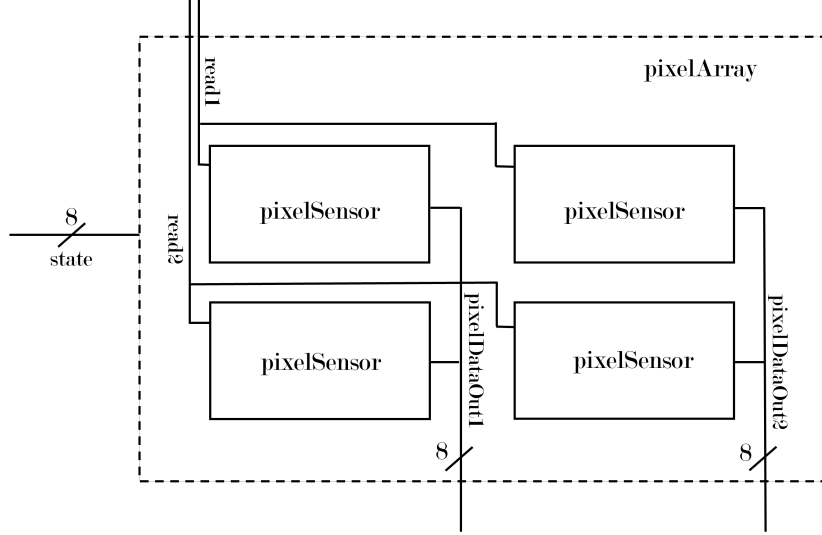 pixelArray
read1
pixelSensor
pixelSensor
8
state
read2
pixelSensor
pixelSensor
pixelDataOut1
pixelDataOut2
8
8